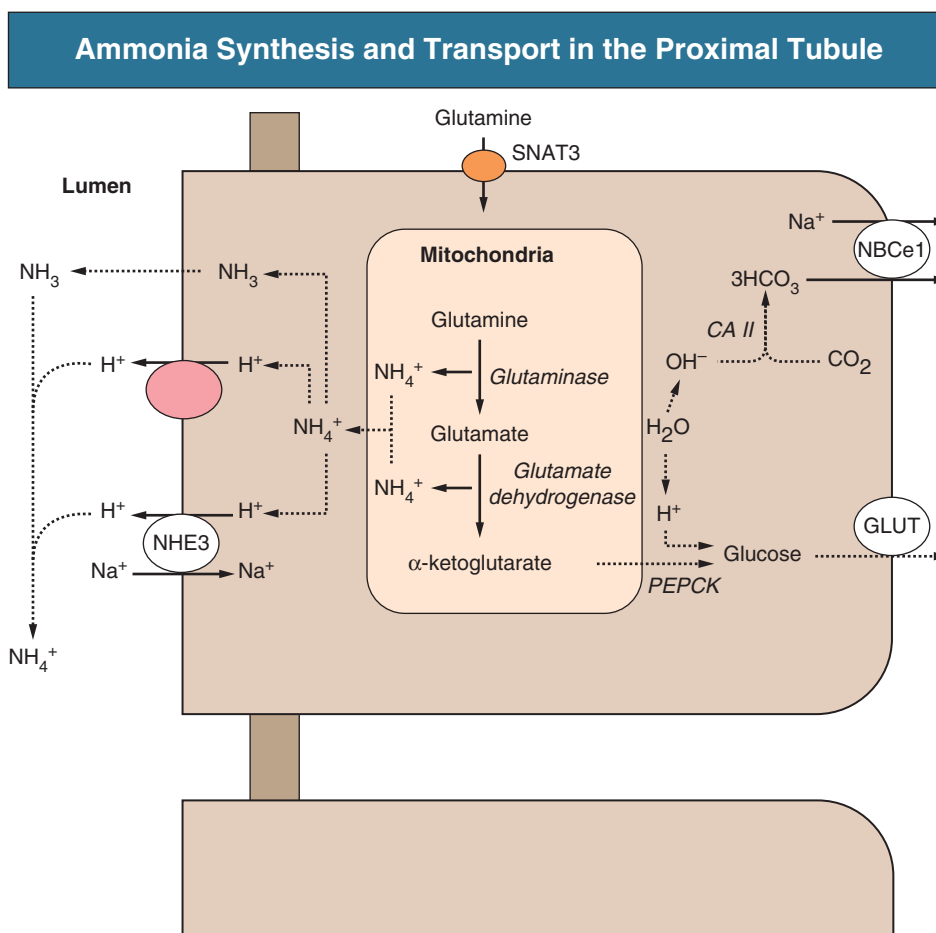 Ammonia Synthesis and Transport in the Proximal Tubule
Glutamine
SNAT3
Lumen
Na⁺
NBCe1
Mitochondria
NH₃
NH₃
3HCO₃
Glutamine
CA II
H⁺
H⁺
NH₄⁺
Glutaminase
OH⁻
CO₂
NH₄⁺
Glutamate
H₂O
NH₄⁺
Glutamate
dehydrogenase
H⁺
H⁺
H⁺
GLUT
NHE3
Glucose
Na⁺
Na⁺
α-ketoglutarate
PEPCK
NH₄⁺